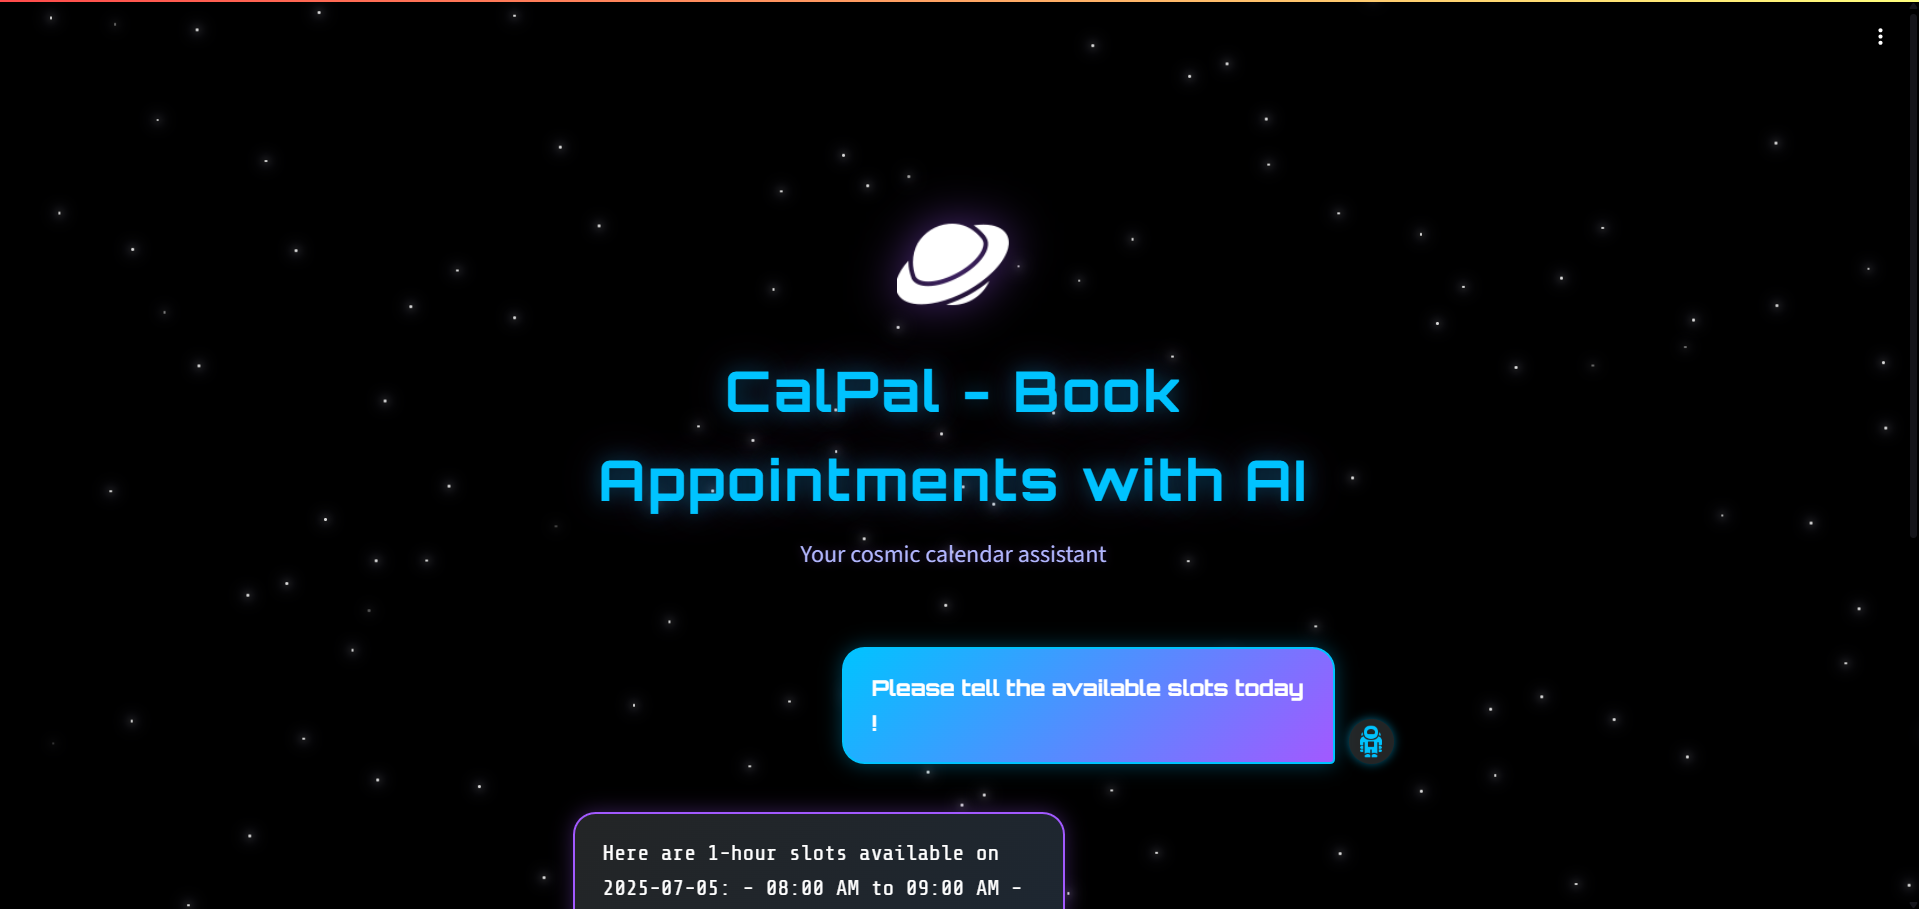 CalPal - Book
Appointments with AI
Your cosmic calendar assistant
Please tell the available slots today
!
Here are 1-hour slots available on
2025-07-05: - 08:00 AM to 09:00 AM -